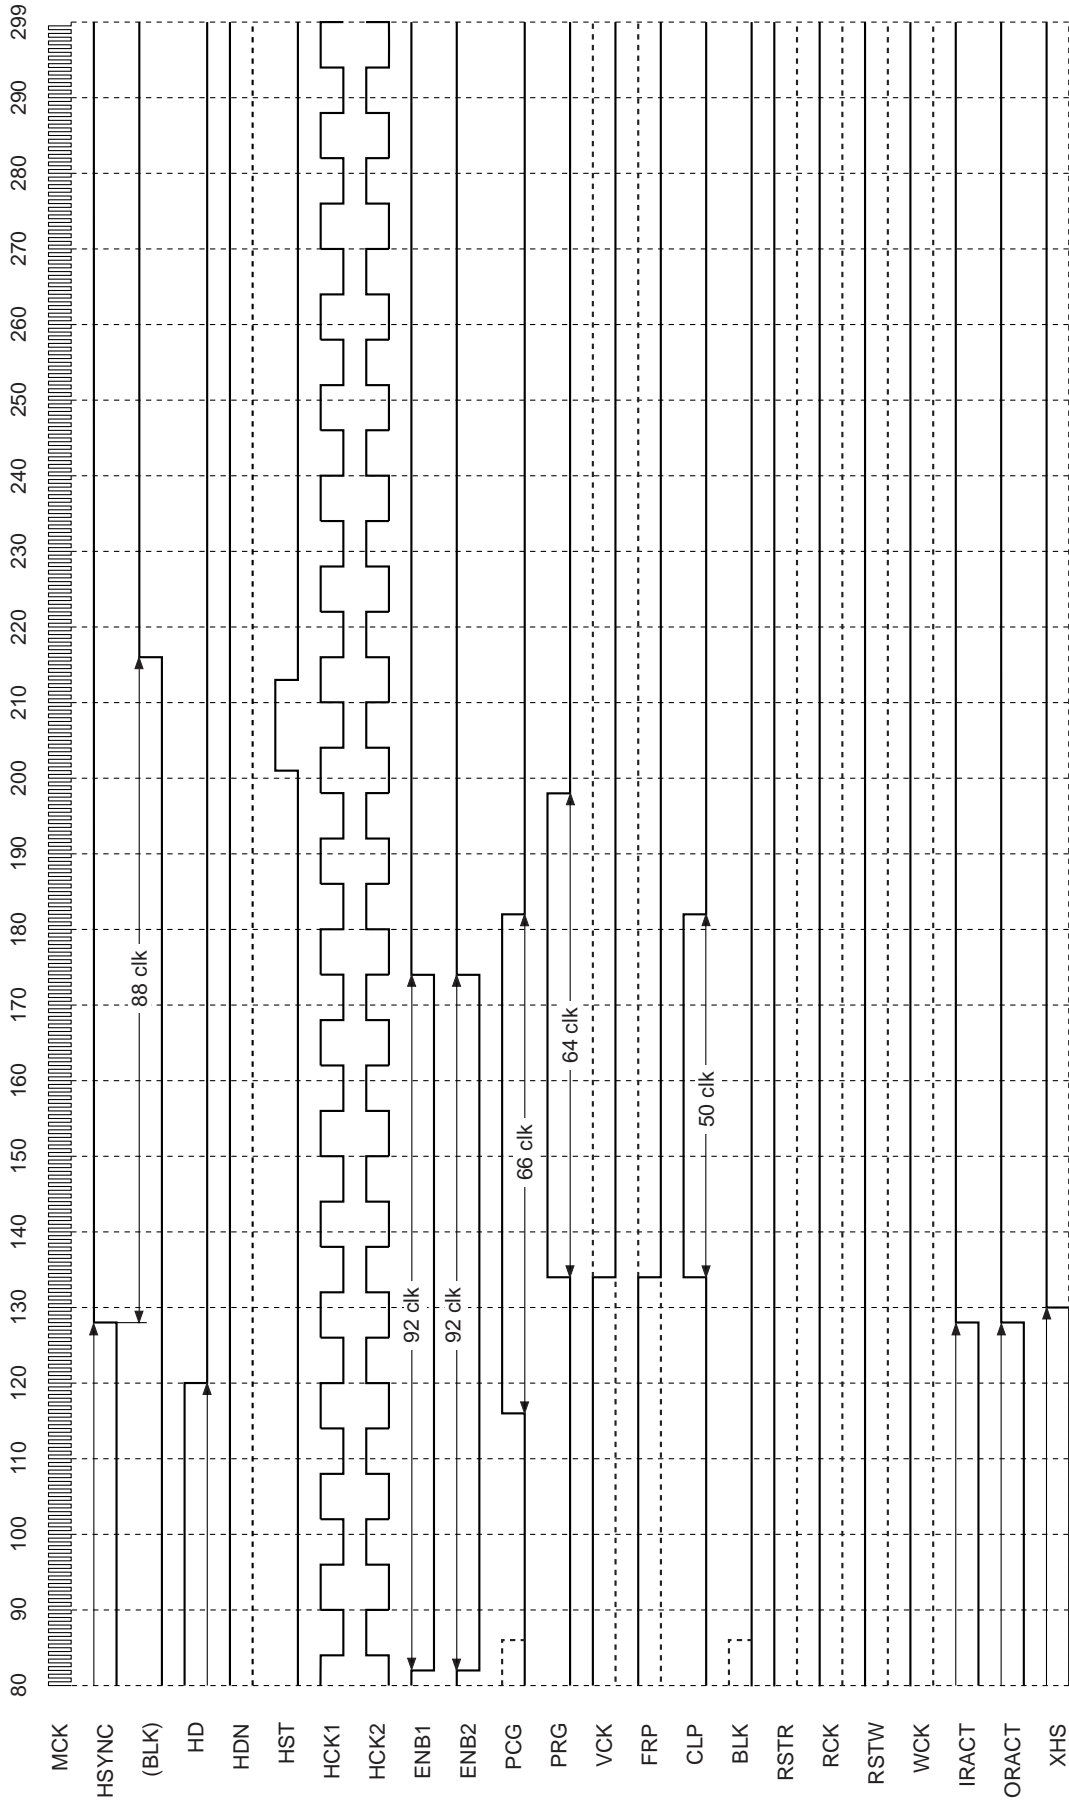 MCK
HSYNC
(BLK)
HD
HDN
HST
HCK1
HCK2
ENB1
ENB2
PCG
PRG
VCK
FRP
CLP
BLK
RSTR
RCK
RSTW
WCK
IRACT
ORACT
XHS
80
90
100
110
120
130
140
150
160
170
180
190
200
210
220
230
240
250
260
270
280
290
299
88 clk
92 clk
92 clk
66 clk
64 clk
50 clk